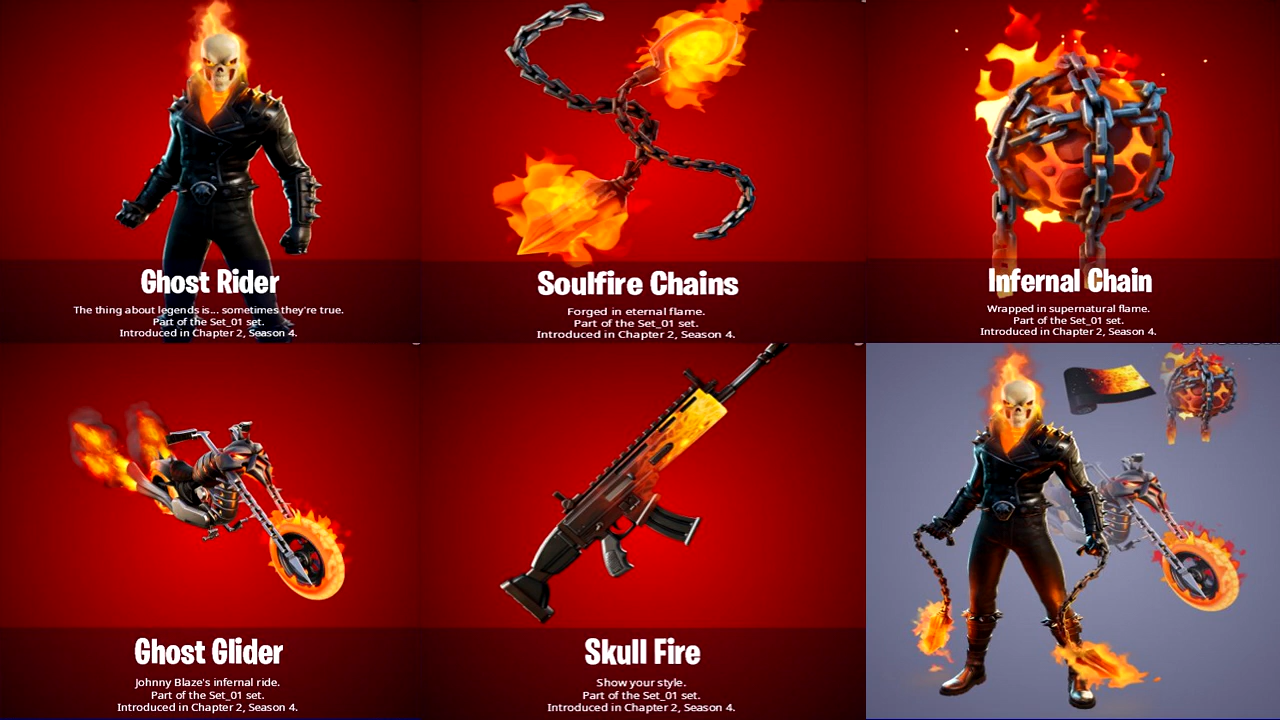 Ghost Rider
The thing about legends is... sometimes they're true.
Part of the Set_01 set.
Introduced in Chapter 2, Season 4.
Soulfire Chains
Forged in eternal flame.
Part of the Set_01 set.
Introduced in Chapter 2, Season 4.
Infernal Chain
Wrapped in supernatural flame.
Part of the Set_01 set.
Introduced in Chapter 2, Season 4.
Ghost Glider
Johnny Blaze's infernal ride.
Part of the Set_01 set.
Introduced in Chapter 2, Season 4.
Skull Fire
Show your style.
Part of the Set_01 set.
Introduced in Chapter 2, Season 4.